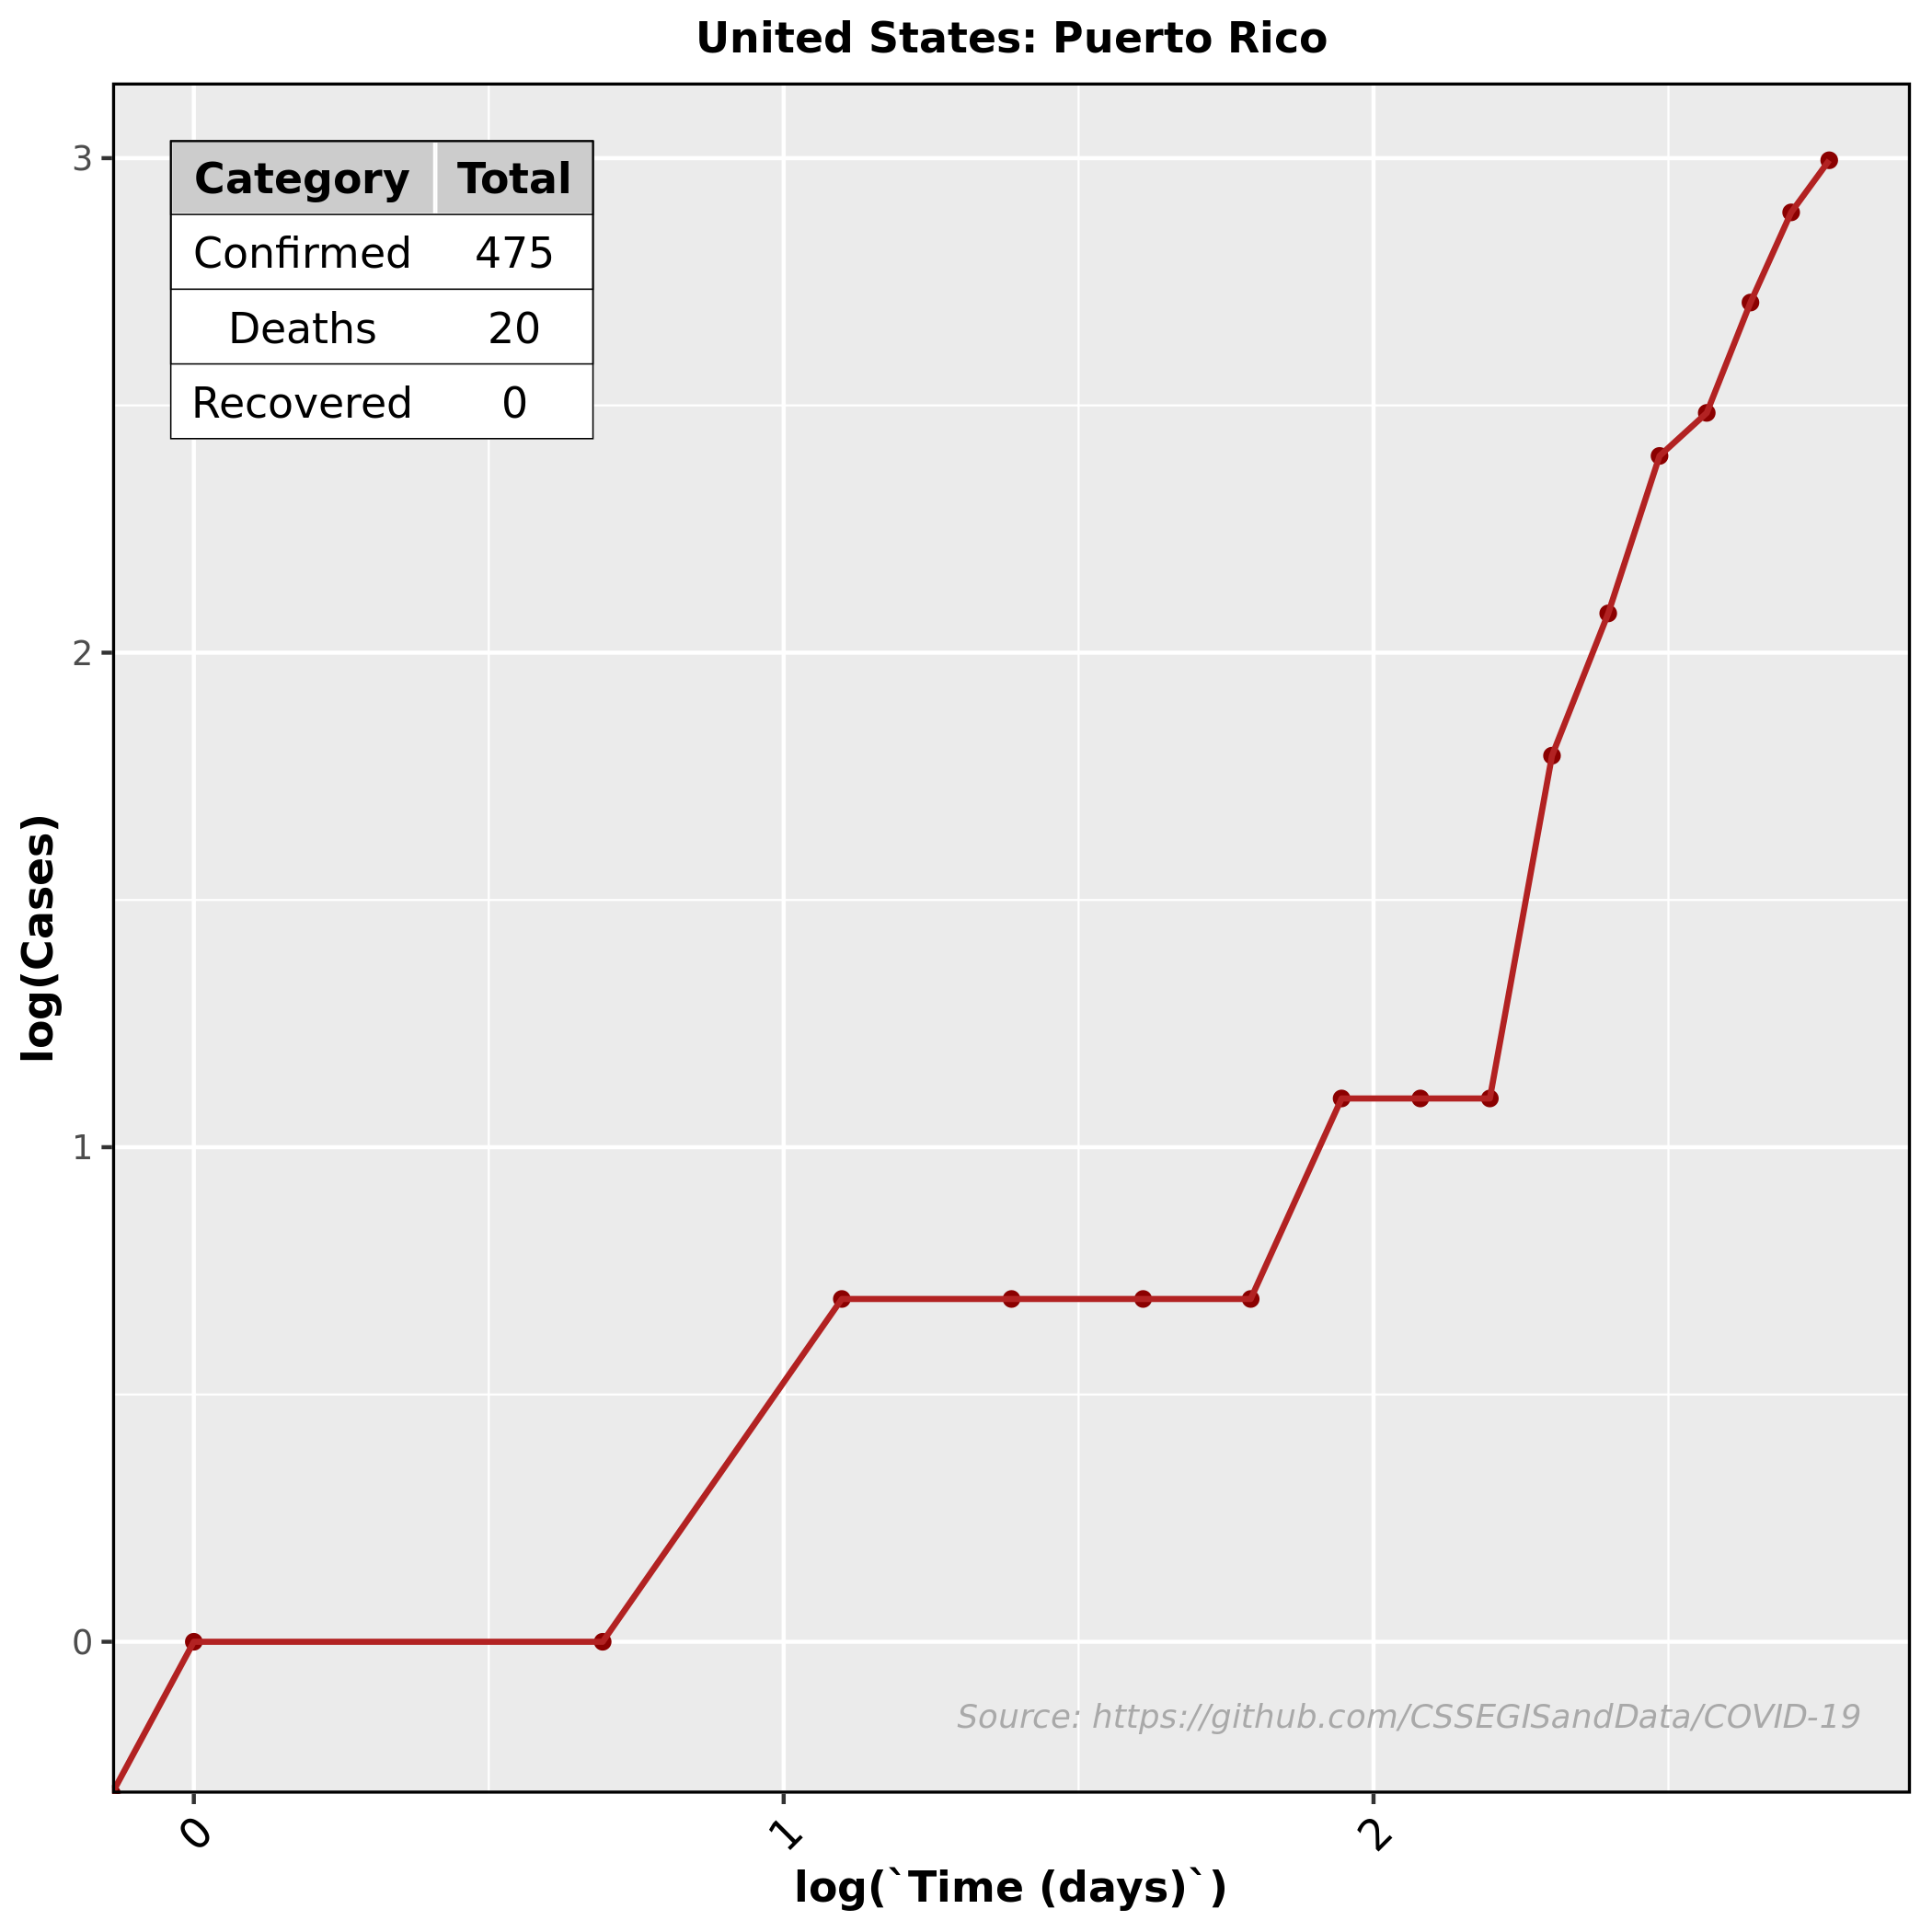 United States: Puerto Rico
Category Total
Confirmed 475
Deaths 20
Recovered 0
3
2
1
0
log(Cases)
Source: https://github.com/CSSEGISandData/COVID-19
0 1 2
log(`Time (days)`)